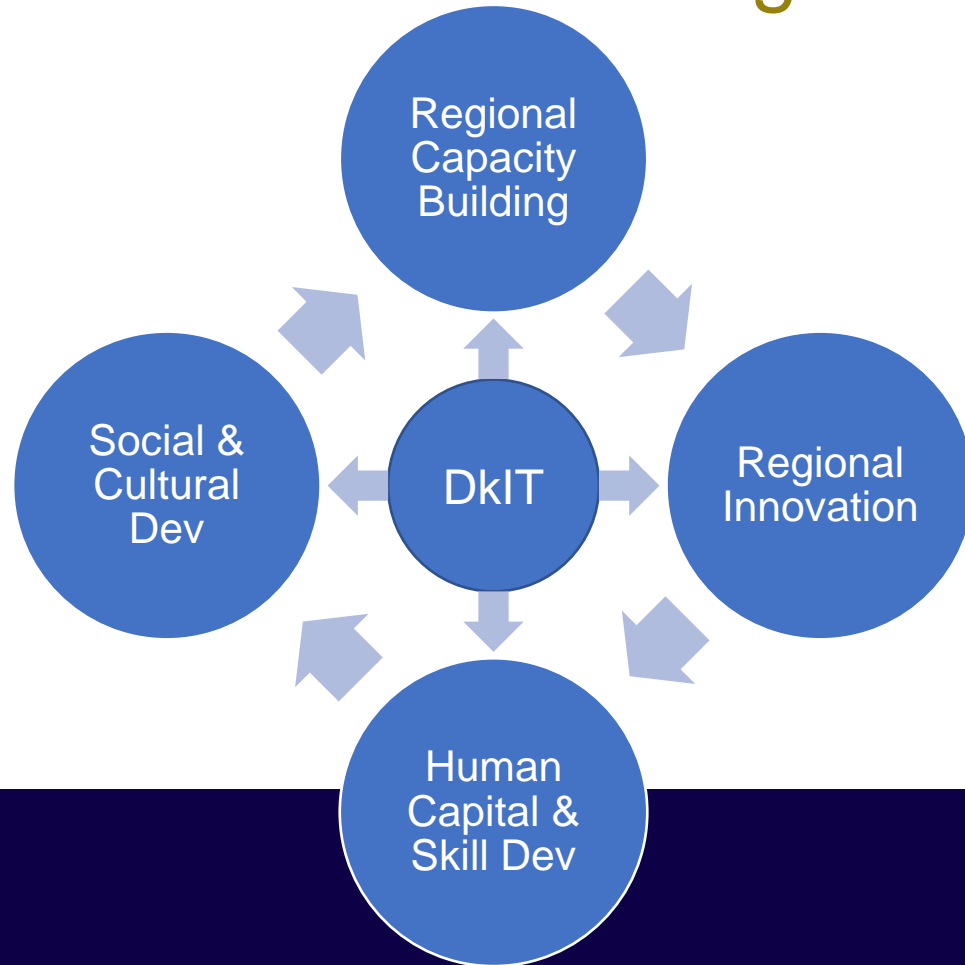 Regional
Capacity
Building
Social &
Cultural
Dev
DkIT
Regional
Innovation
Human
Capital &
Skill Dev